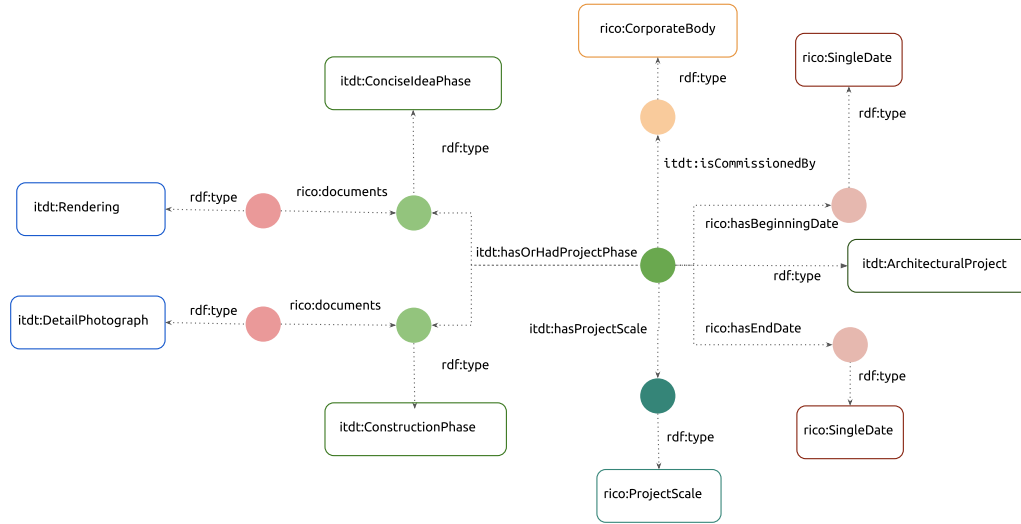 rico:CorporateBody
rico:SingleDate
rdf:type
itdt:ConciseIdeaPhase
rdf:type
rdf:type
itdt:isCommissionedBy
rdf:type
rico:documents
itdt:Rendering
rico:hasBeginningDate
itdt:hasOrHadProjectPhase
itdt:ArchitecturalProject
rdf:type
rico:documents
rdf:type
itdt:DetailPhotograph
itdt:hasProjectScale
rico:hasEndDate
rdf:type
rdf:type
itdt:ConstructionPhase
rico:SingleDate
rdf:type
rico:ProjectScale